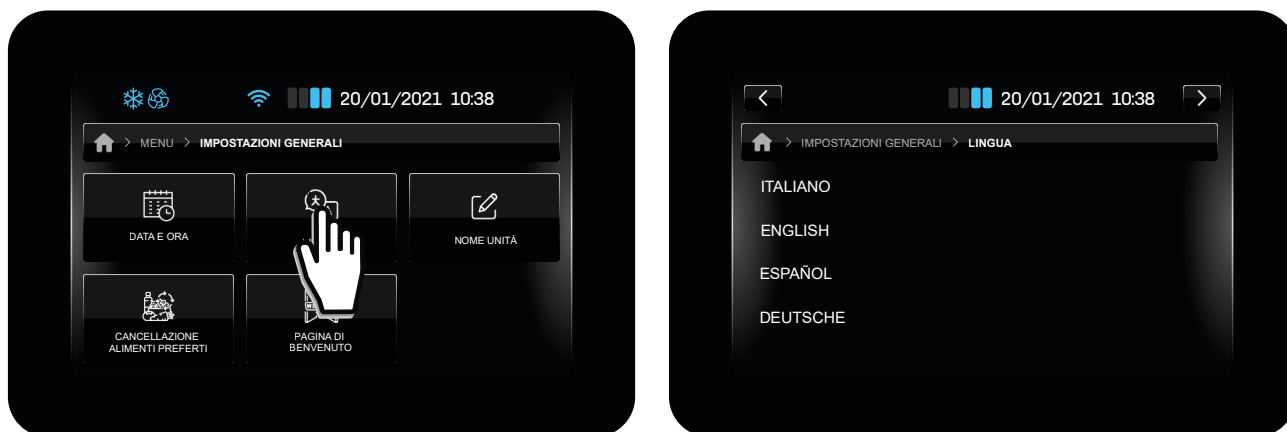 20/01/2021 10:38
MENU > IMPOSTAZIONI GENERALI
DATA E ORA
NOME UNITÀ
CANCELLAZIONE
ALIMENTI PREFERTI
PAGINA DI
BENVENUTO
20/01/2021 10:38
IMPOSTAZIONI GENERALI > LINGUA
ITALIANO
ENGLISH
ESPAÑOL
DEUTSCHE